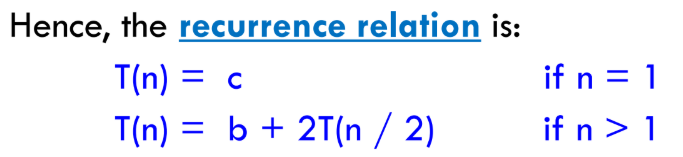 Hence, the recurrence relation is:
T(n) = c if n = 1
T(n) = b + 2T(n / 2) if n > 1